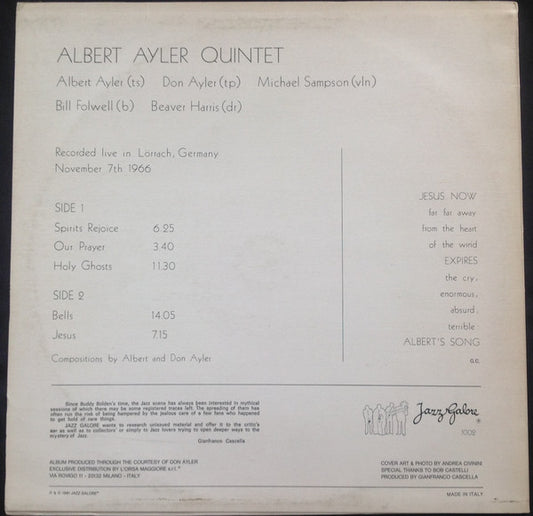 ALBERT AYLER QUINTET
Albert Ayler (ts) Don Ayler (tp) Michael Sampson (vln)
Bill Folwell (b) Beaver Harris (dr)
Recorded live in Lörrach, Germany
November 7th 1966
SIDE 1
Spirits Rejoice 6.25
Our Prayer 3.40
Holy Ghosts 11.30
SIDE 2
Bells 14.05
Jesus 7.15
Compositions by Albert and Don Ayler
JESUS NOW
far far away
from the heart
of the wind
EXPIRES
the cry,
enormous,
absurd,
terrible
ALBERT'S SONG
a.c.
Since Buddy Bolden's time, the Jazz scene has always been interested in mythical
sessions of which there may be some registered traces left. The spreading of them has
often run the risk of being hampered by the jealous care of a few fans who happened
to get hold of rare things.
JAZZ GALORE wants to research unissued material and offer it to the critic's
ear as well as to collectors' or simply to Jazz lovers trying to open deeper ways to the
mystery of Jazz.
Gianfranco Cascella
Jazz Galore
1002
ALBUM PRODUCED THROUGH THE COURTESY OF DON AYLER
EXCLUSIVE DISTRIBUTION BY L'ORSA MAGGIORE s.r.l.
VIA ROVIGO 11 - 20132 MILANO - ITALY
COVER ART & PHOTO BY ANDREA CIVININI
SPECIAL THANKS TO BOB CASTELLI
PRODUCED BY GIANFRANCO CASCELLA
℗ & © 1981 JAZZ GALORE
MADE IN ITALY